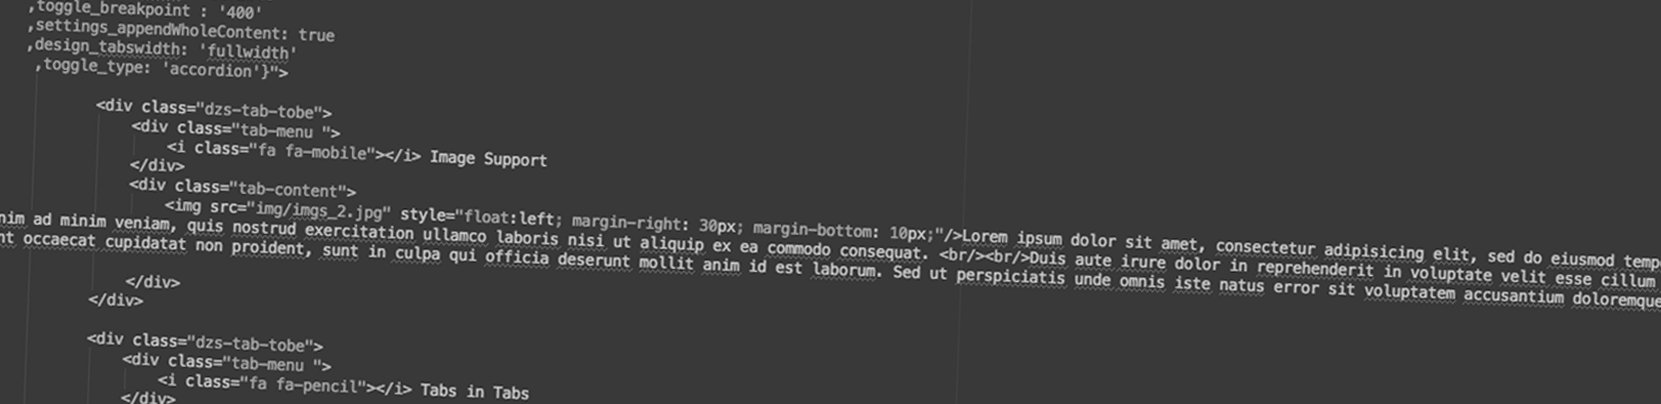 ,toggle_breakpoint : '400'
,settings_appendWholeContent: true
,design_tabswidth: 'fullwidth'
,toggle_type: 'accordion'}">
<div class="dzs-tab-tobe">
<div class="tab-menu ">
<i class="fa fa-mobile"></i> Image Support
</div>
<div class="tab-content">
<img src="img/imgs_2.jpg" style="float:left; margin-right: 30px; margin-bottom: 10px;"/>Lorem ipsum dolor sit amet, consectetur adipisicing elit, sed do eiusmod temp
nim ad minim veniam, quis nostrud exercitation ullamco laboris nisi ut aliquip ex ea commodo consequat. <br/><br/>Duis aute irure dolor in reprehenderit in voluptate velit esse cillum
nt occaecat cupidatat non proident, sunt in culpa qui officia deserunt mollit anim id est laborum. Sed ut perspiciatis unde omnis iste natus error sit voluptatem accusantium doloremque
</div>
</div>
<div class="dzs-tab-tobe">
<div class="tab-menu ">
<i class="fa fa-pencil"></i> Tabs in Tabs
</div>